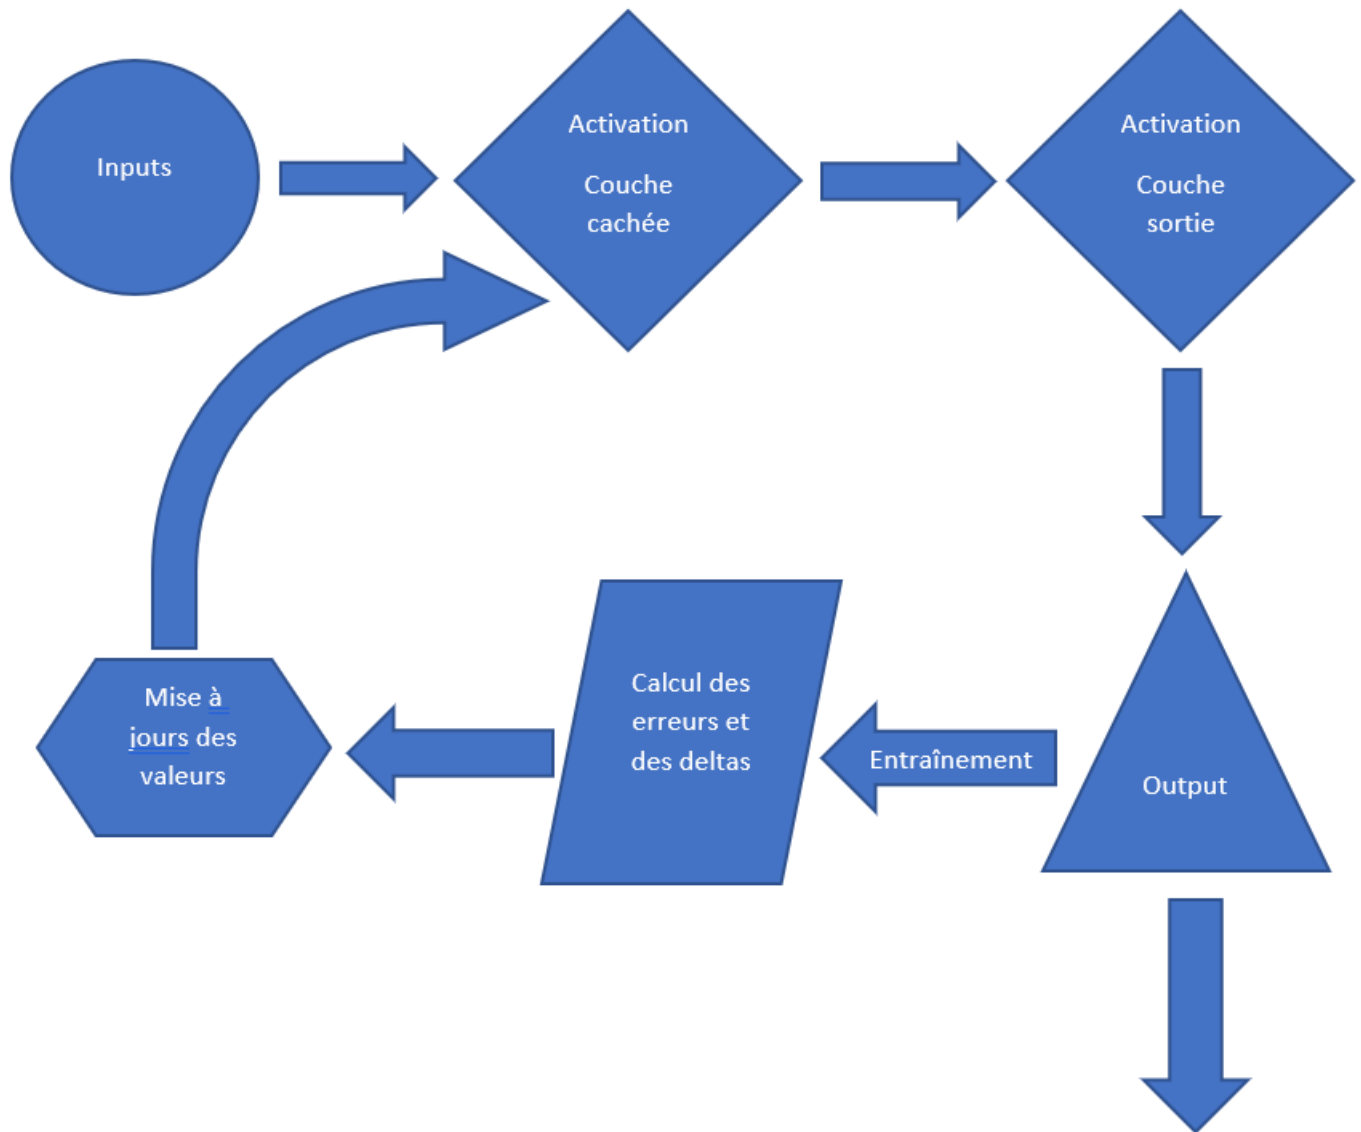 Inputs
Activation
Couche
cachée
Activation
Couche
sortie
Mise à
jours des
valeurs
Calcul des
erreurs et
des deltas
Entraînement
Output